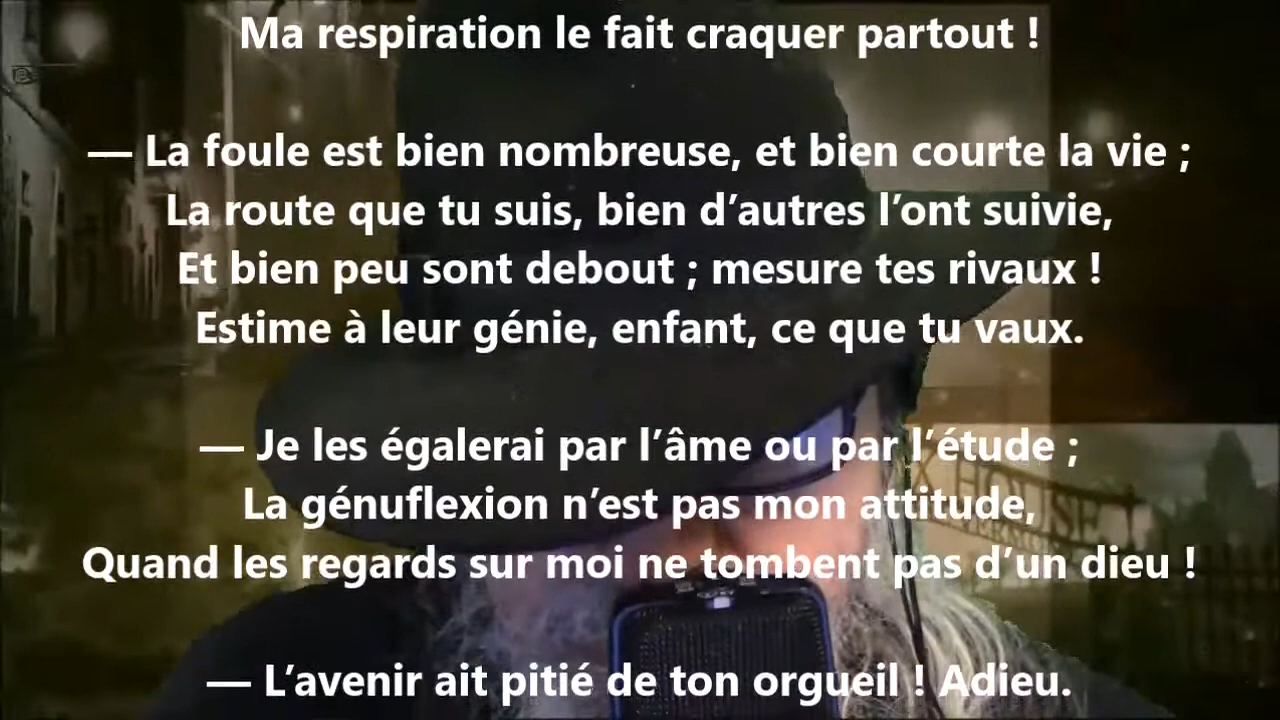 Ma respiration le fait craquer partout !
— La foule est bien nombreuse, et bien courte la vie ;
La route que tu suis, bien d’autres l’ont suivie,
Et bien peu sont debout ; mesure tes rivaux !
Estime à leur génie, enfant, ce que tu vaux.
— Je les égalerai par l’âme ou par l’étude ;
La génuflexion n’est pas mon attitude,
Quand les regards sur moi ne tombent pas d’un dieu !
— L’avenir ait pitié de ton orgueil ! Adieu.
HOUSE